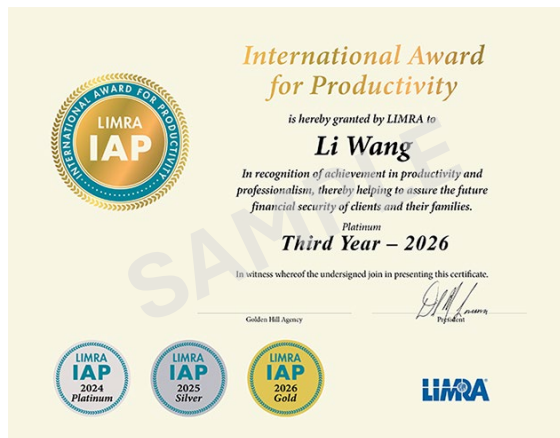 International Award
for Productivity
is hereby granted by LIMRA to
Li Wang
In recognition of achievement in productivity and
professionalism, thereby helping to assure the future
financial security of clients and their families.
Platinum
Third Year – 2026
In witness whereof the undersigned join in presenting this certificate.
Golden Hill Agency
President
INTERNATIONAL AWARD FOR PRODUCTIVITY
LIMRA
IAP
SAMPLE
LIMRA
IAP
2024
Platinum
LIMRA
IAP
2025
Silver
LIMRA
IAP
2026
Gold
LIMRA